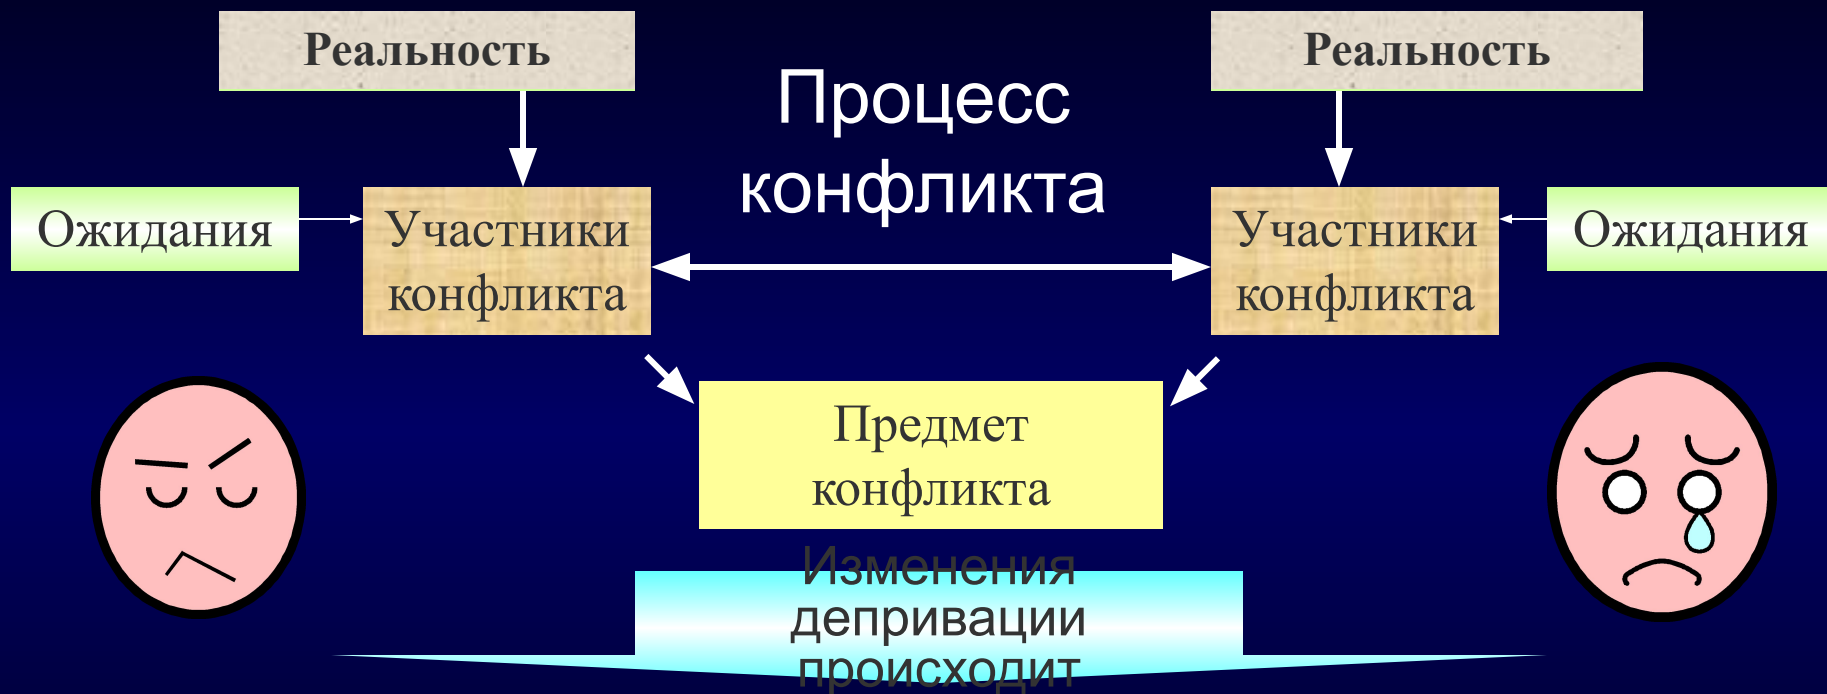 Реальность
Реальность
Процесс
конфликта
Ожидания
Участники
конфликта
Участники
конфликта
Ожидания
Предмет
конфликта
Изменения
депривации
происходит